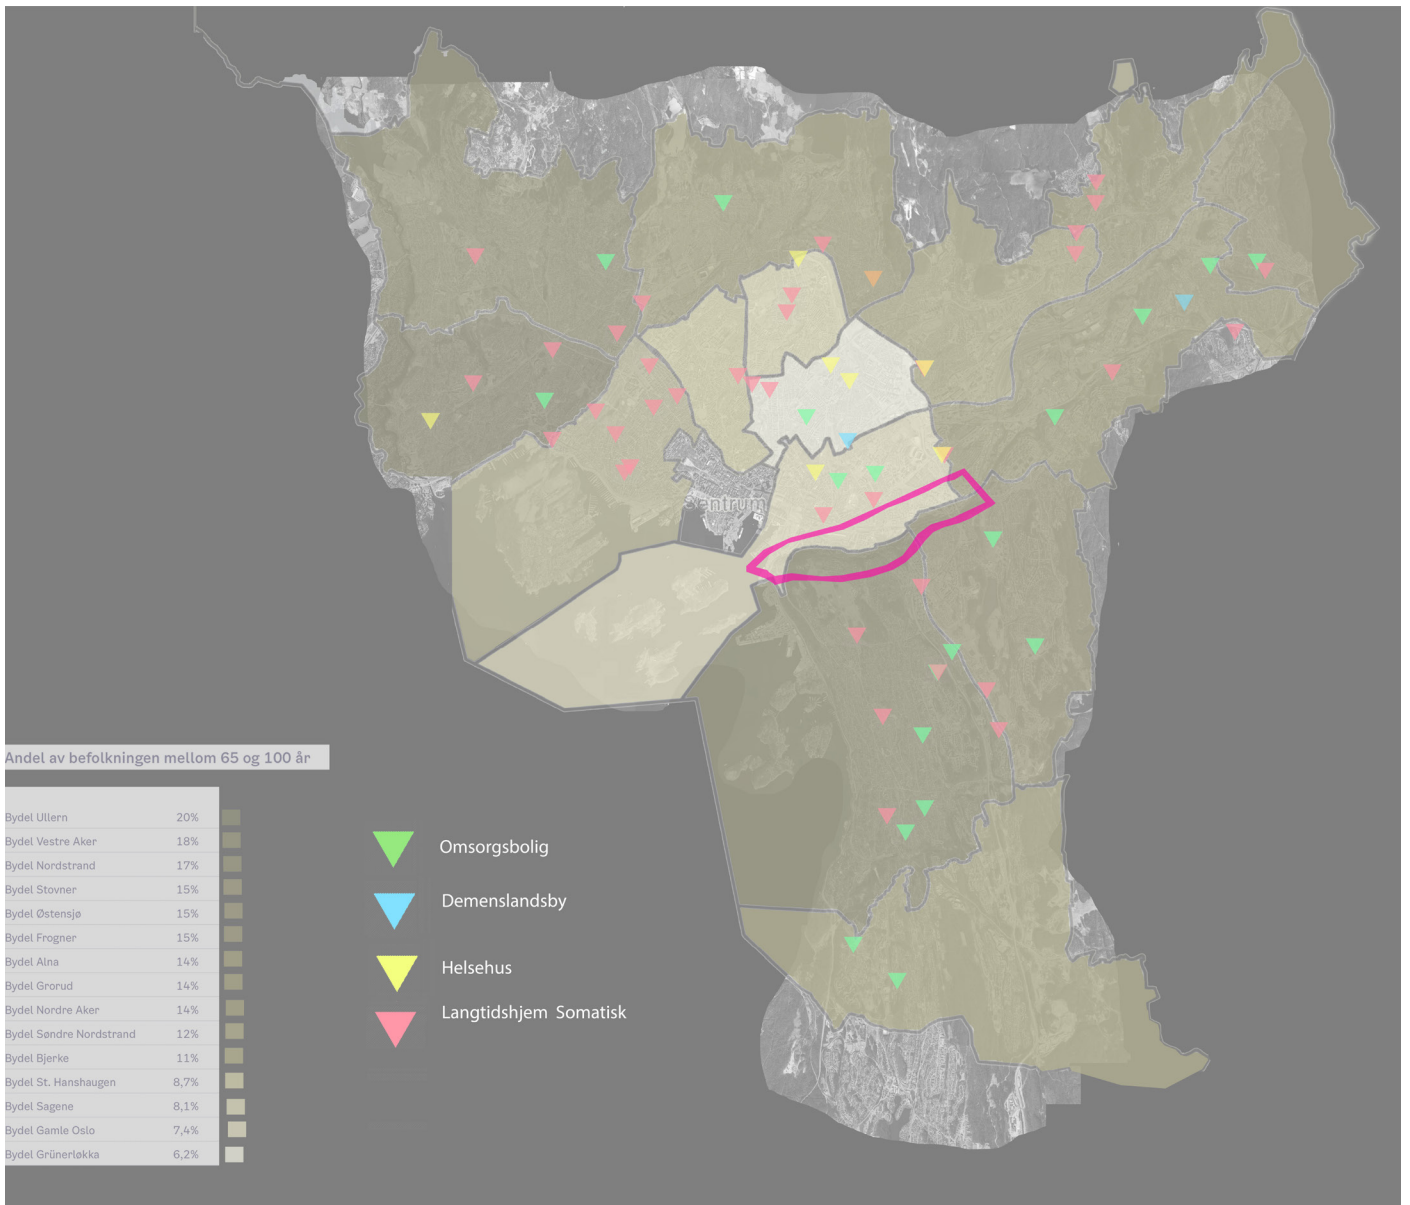 Sentrum
Andel av befolkningen mellom 65 og 100 år
Bydel Ullern 20%
Bydel Vestre Aker 18%
Bydel Nordstrand 17%
Bydel Stovner 15%
Bydel Østensjø 15%
Bydel Frogner 15%
Bydel Alna 14%
Bydel Grorud 14%
Bydel Nordre Aker 14%
Bydel Søndre Nordstrand 12%
Bydel Bjerke 11%
Bydel St. Hanshaugen 8,7%
Bydel Sagene 8,1%
Bydel Gamle Oslo 7,4%
Bydel Grünerløkka 6,2%
Omsorgsbolig
Demenslandsby
Helsehus
Langtidshjem Somatisk